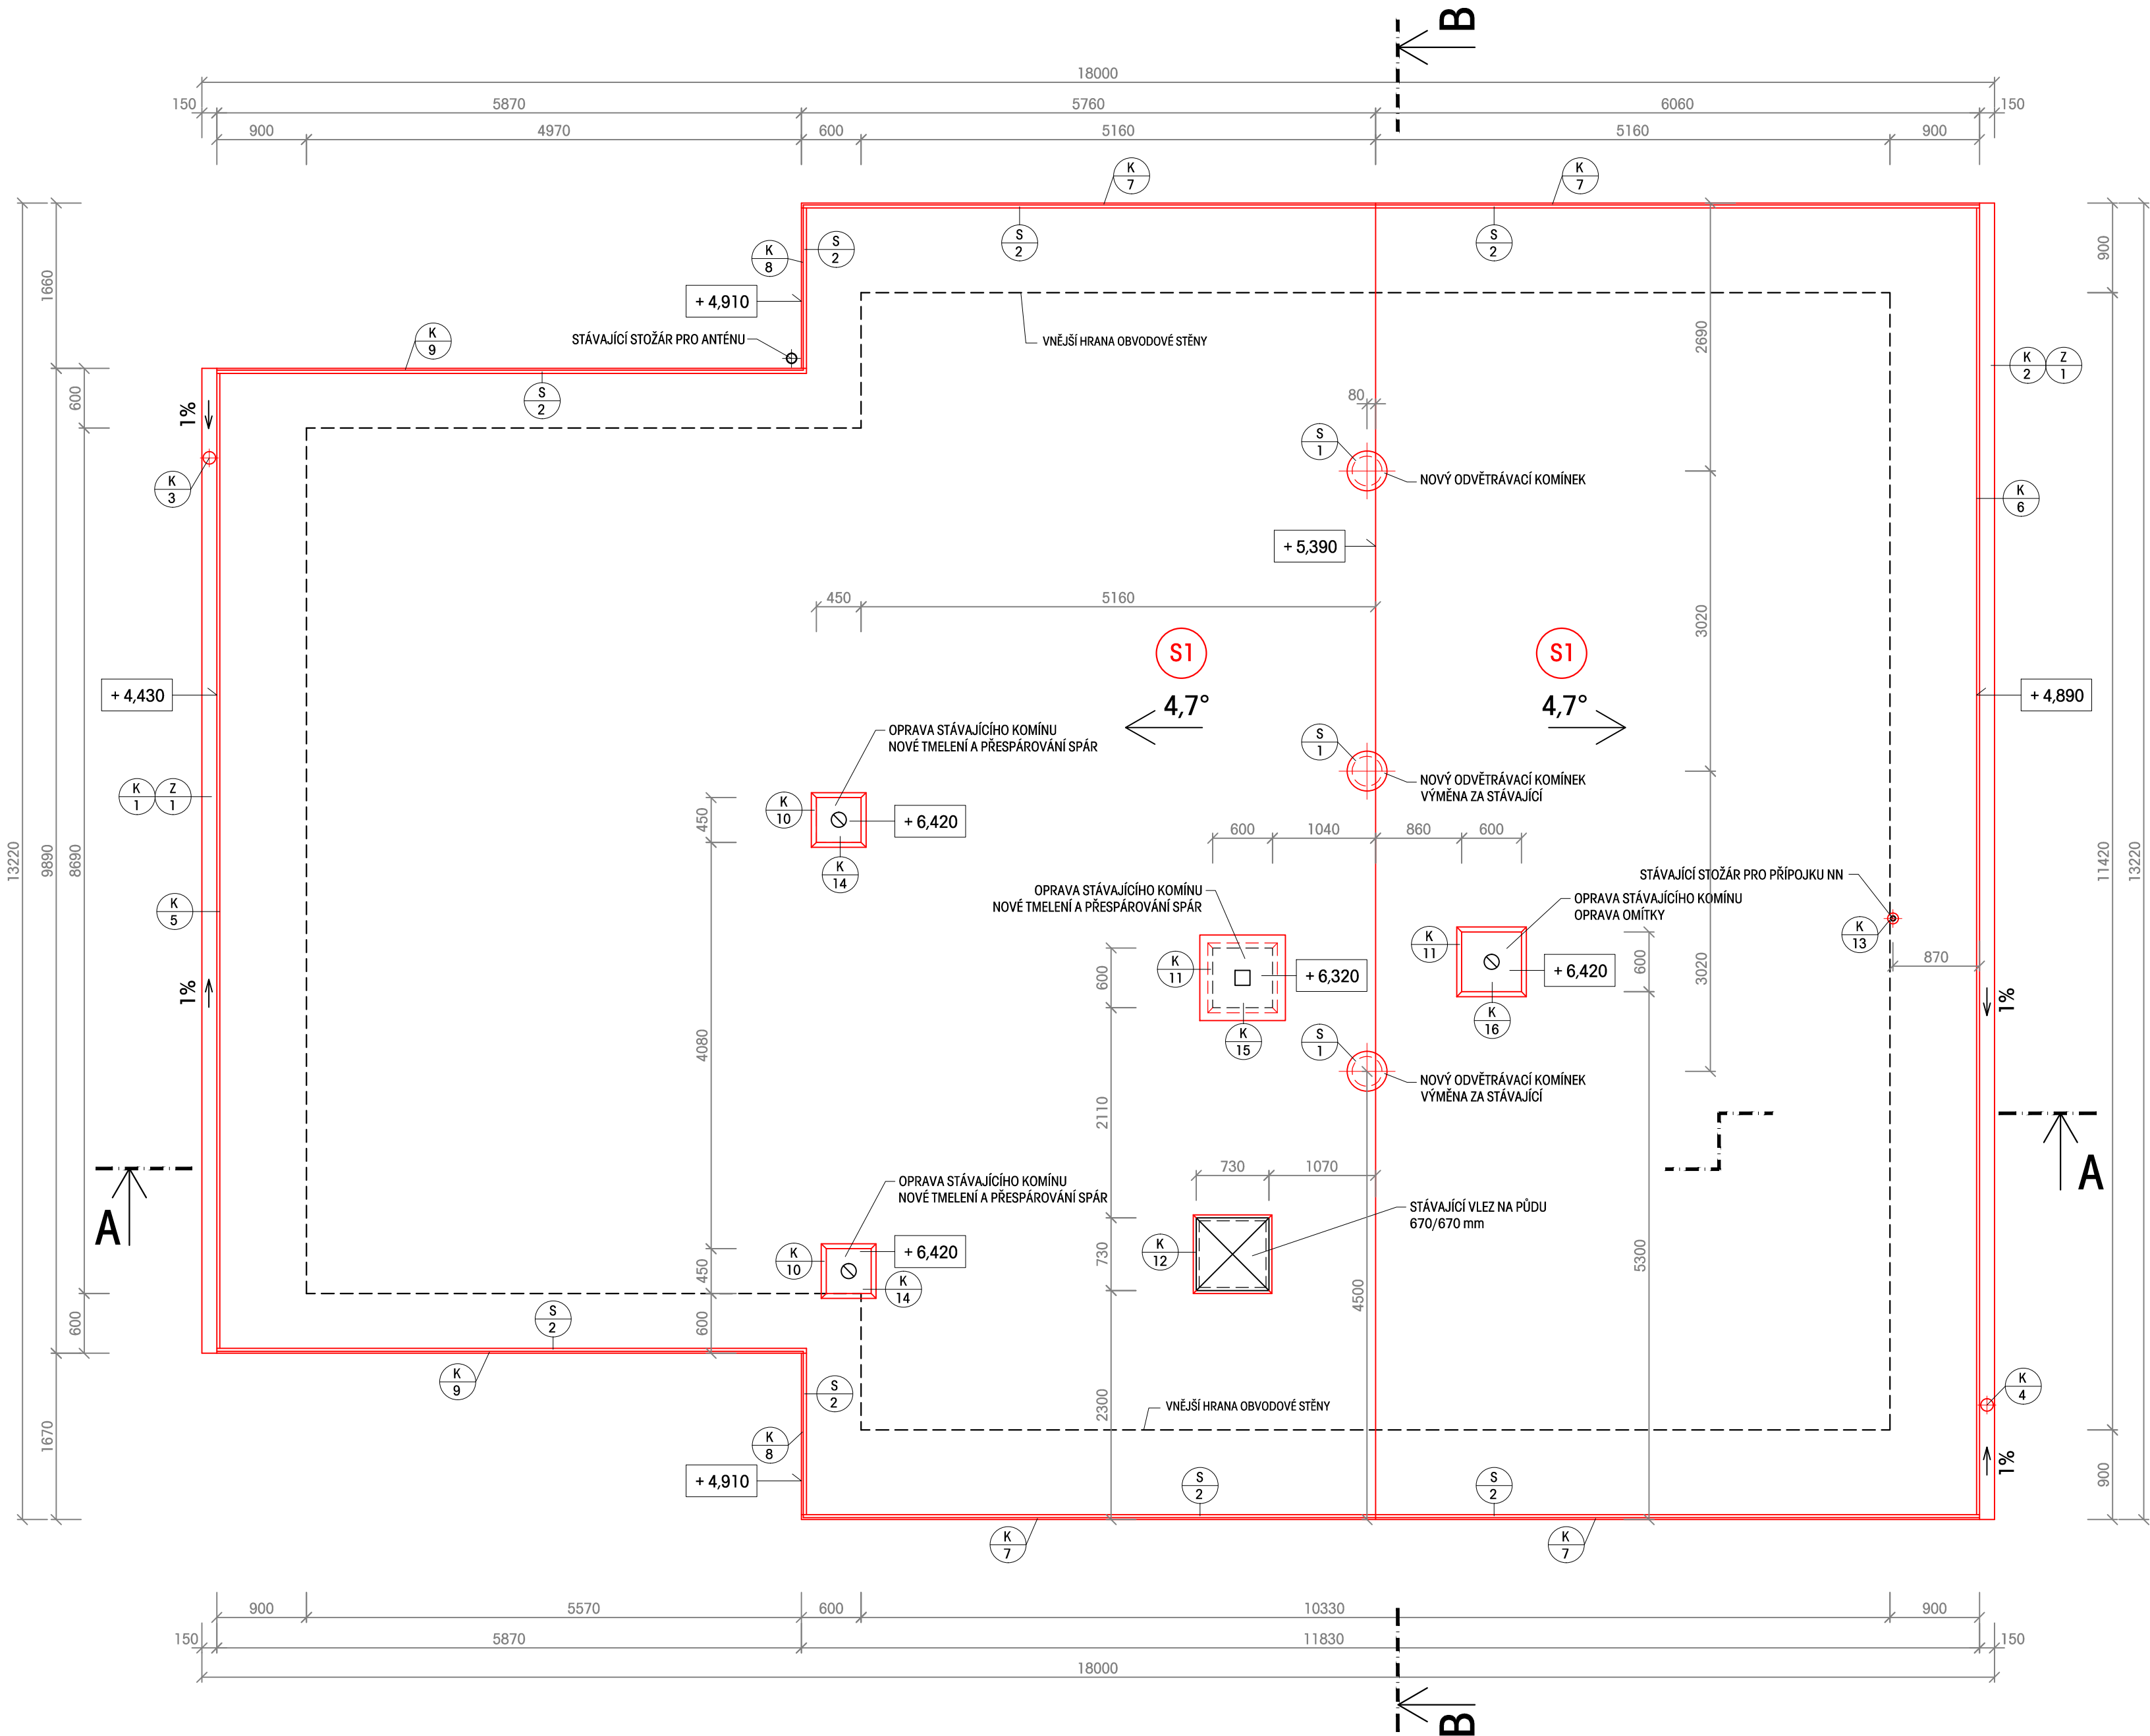 B
18000
150
5870
5760
6060
150
900
4970
600
5160
5160
900
K
7
K
7
S
2
S
2
S
2
K
8
+ 4,910
STÁVAJÍCÍ STOŽÁR PRO ANTÉNU
VNĚJŠÍ HRANA OBVODOVÉ STĚNY
K
9
S
2
1660
600
900
2690
K
2
Z
1
1%
K
3
80
S
1
NOVÝ ODVĚTRÁVACÍ KOMÍNEK
K
6
+ 5,390
450
5160
3020
S1
S1
4,7°
4,7°
+ 4,430
+ 4,890
OPRAVA STÁVAJÍCÍHO KOMÍNU
NOVÉ TMELENÍ A PŘESPÁROVÁNÍ SPÁR
S
1
NOVÝ ODVĚTRÁVACÍ KOMÍNEK
VÝMĚNA ZA STÁVAJÍCÍ
K
1
Z
1
K
10
450
+ 6,420
K
14
600
1040
860
600
13220
9890
8690
11420
13220
STÁVAJÍCÍ STOŽÁR PRO PŘÍPOJKU NN
OPRAVA STÁVAJÍCÍHO KOMÍNU
NOVÉ TMELENÍ A PŘESPÁROVÁNÍ SPÁR
OPRAVA STÁVAJÍCÍHO KOMÍNU
OPRAVA OMÍTKY
K
5
K
11
K
11
K
13
600
+ 6,320
+ 6,420
600
3020
870
1%
1%
K
15
K
16
4080
S
1
NOVÝ ODVĚTRÁVACÍ KOMÍNEK
VÝMĚNA ZA STÁVAJÍCÍ
2110
A
A
730
1070
OPRAVA STÁVAJÍCÍHO KOMÍNU
NOVÉ TMELENÍ A PŘESPÁROVÁNÍ SPÁR
STÁVAJÍCÍ VLEZ NA PŮDU
670/670 mm
K
10
+ 6,420
K
14
K
12
450
730
5300
4500
600
600
S
2
K
9
S
2
2300
VNĚJŠÍ HRANA OBVODOVÉ STĚNY
K
4
1670
K
8
+ 4,910
S
2
S
2
1%
900
K
7
K
7
900
5570
600
10330
900
150
5870
11830
150
18000
B